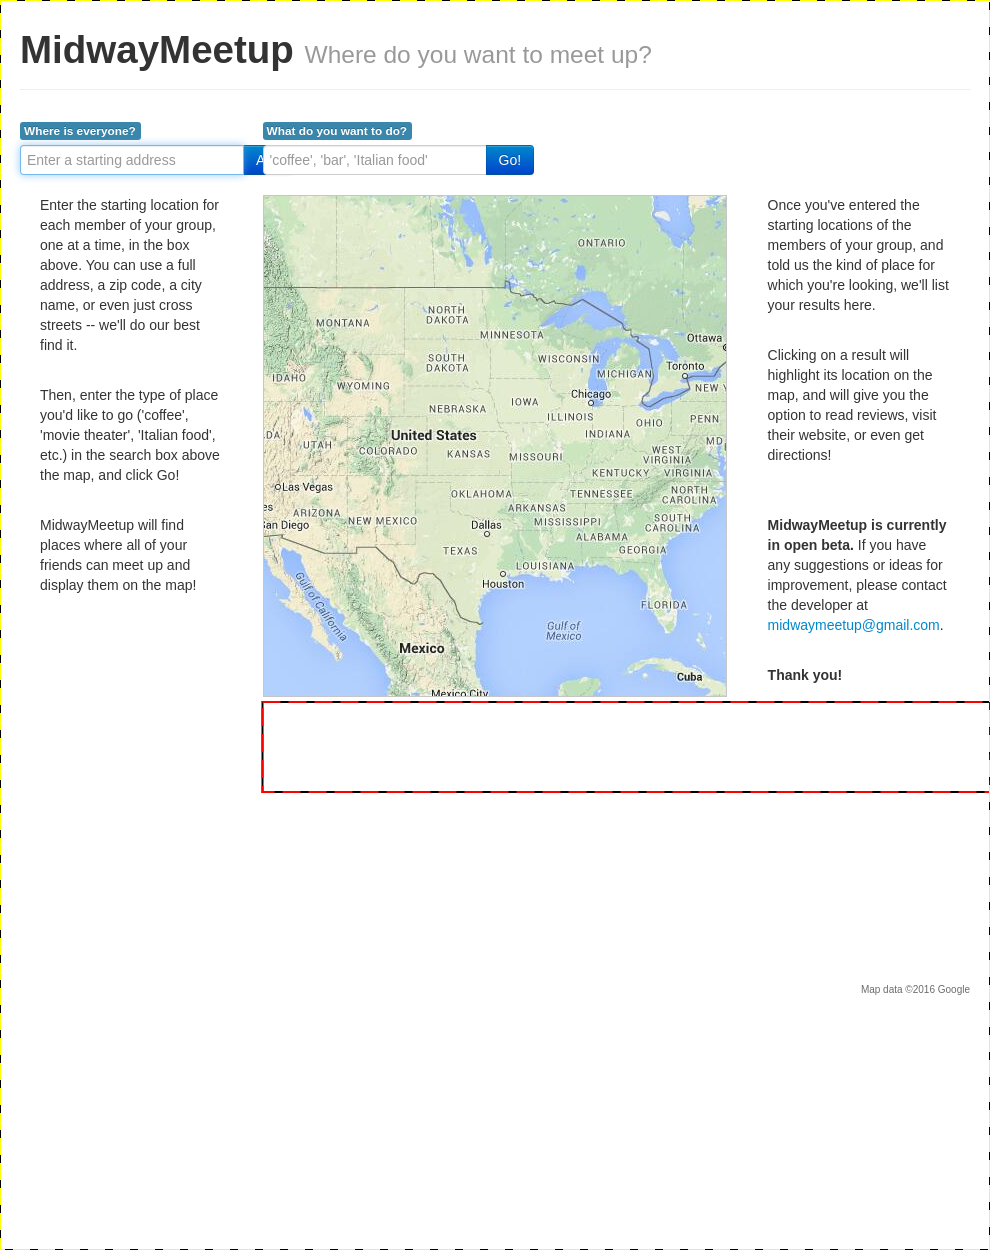 MidwayMeetup Where do you want to meet up?
Where is everyone?
What do you want to do?
Enter a starting address
A
'coffee', 'bar', 'Italian food'
Go!
Enter the starting location for
each member of your group,
one at a time, in the box
above. You can use a full
address, a zip code, a city
name, or even just cross
streets -- we'll do our best
find it.
Then, enter the type of place
you'd like to go ('coffee',
'movie theater', 'Italian food',
etc.) in the search box above
the map, and click Go!
MidwayMeetup will find
places where all of your
friends can meet up and
display them on the map!
ONTARIO
MONTANA
NORTH
DAKOTA
MINNESOTA
Ottawa
SOUTH
DAKOTA
WISCONSIN
MICHIGAN
Toronto
IDAHO
WYOMING
Chicago
NEW Y
NEBRASKA
IOWA
ILLINOIS
OHIO
PENN
United States
INDIANA
DA
UTAH
COLORADO
KANSAS
MISSOURI
WEST
VIRGINIA
MD
KENTUCKY
VIRGINIA
Las Vegas
OKLAHOMA
TENNESSEE
NORTH
CAROLINA
es
ARIZONA
NEW MEXICO
ARKANSAS
MISSISSIPPI
SOUTH
CAROLINA
San Diego
Dallas
ALABAMA
TEXAS
GEORGIA
LOUISIANA
Houston
Gulf of California
FLORIDA
Gulf of
Mexico
Mexico
Cuba
Mexico City
Once you've entered the
starting locations of the
members of your group, and
told us the kind of place for
which you're looking, we'll list
your results here.
Clicking on a result will
highlight its location on the
map, and will give you the
option to read reviews, visit
their website, or even get
directions!
MidwayMeetup is currently
in open beta. If you have
any suggestions or ideas for
improvement, please contact
the developer at
midwaymeetup@gmail.com.
Thank you!
Map data ©2016 Google